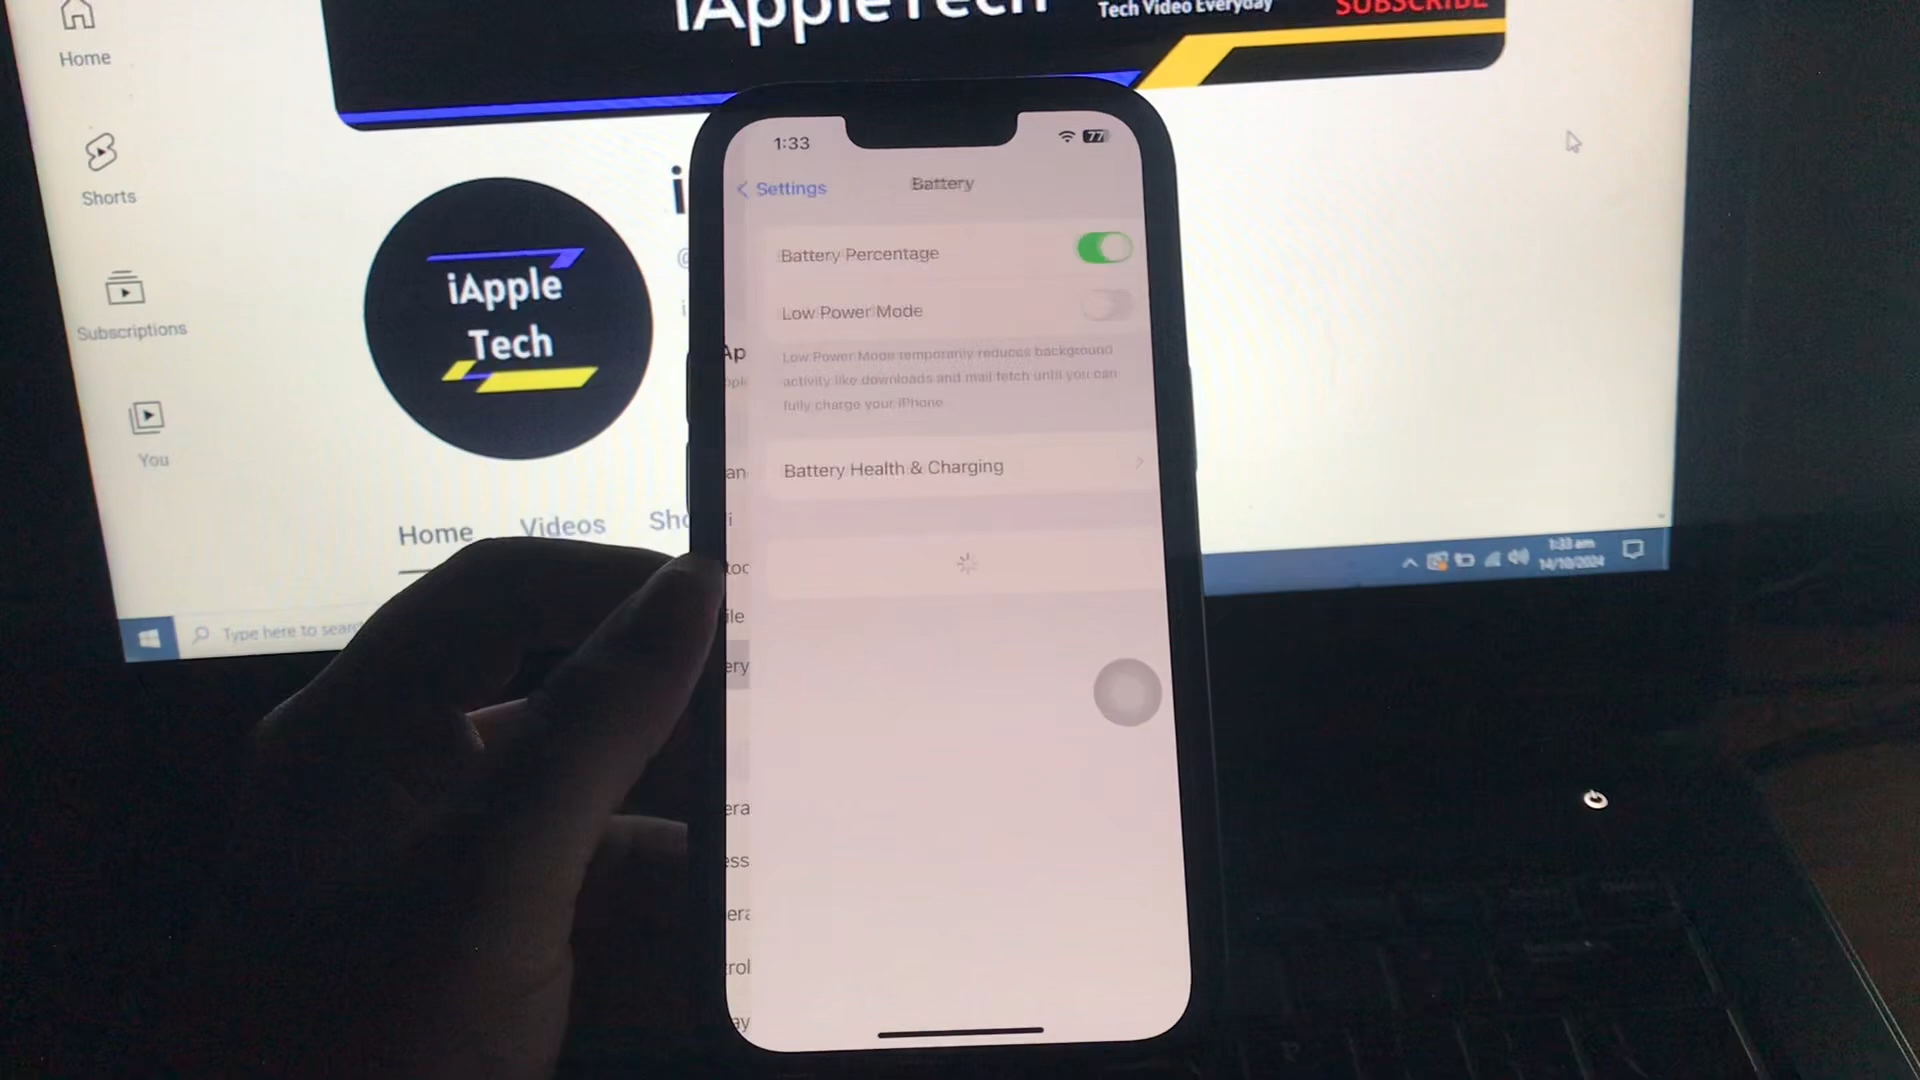 iAppleTech
Tech Video Everyday
SUBSCRIBE
Home
Shorts
Subscriptions
You
iApple
Tech
Home
Videos
Type here to sear
1:33 am
14/10/2024
1:33
77
Settings
Battery
Battery Percentage
Low Power Mode
Low Power Mode temporarily reduces background
activity like downloads and mail fetch until you can
fully charge your iPhone
Battery Health & Charging